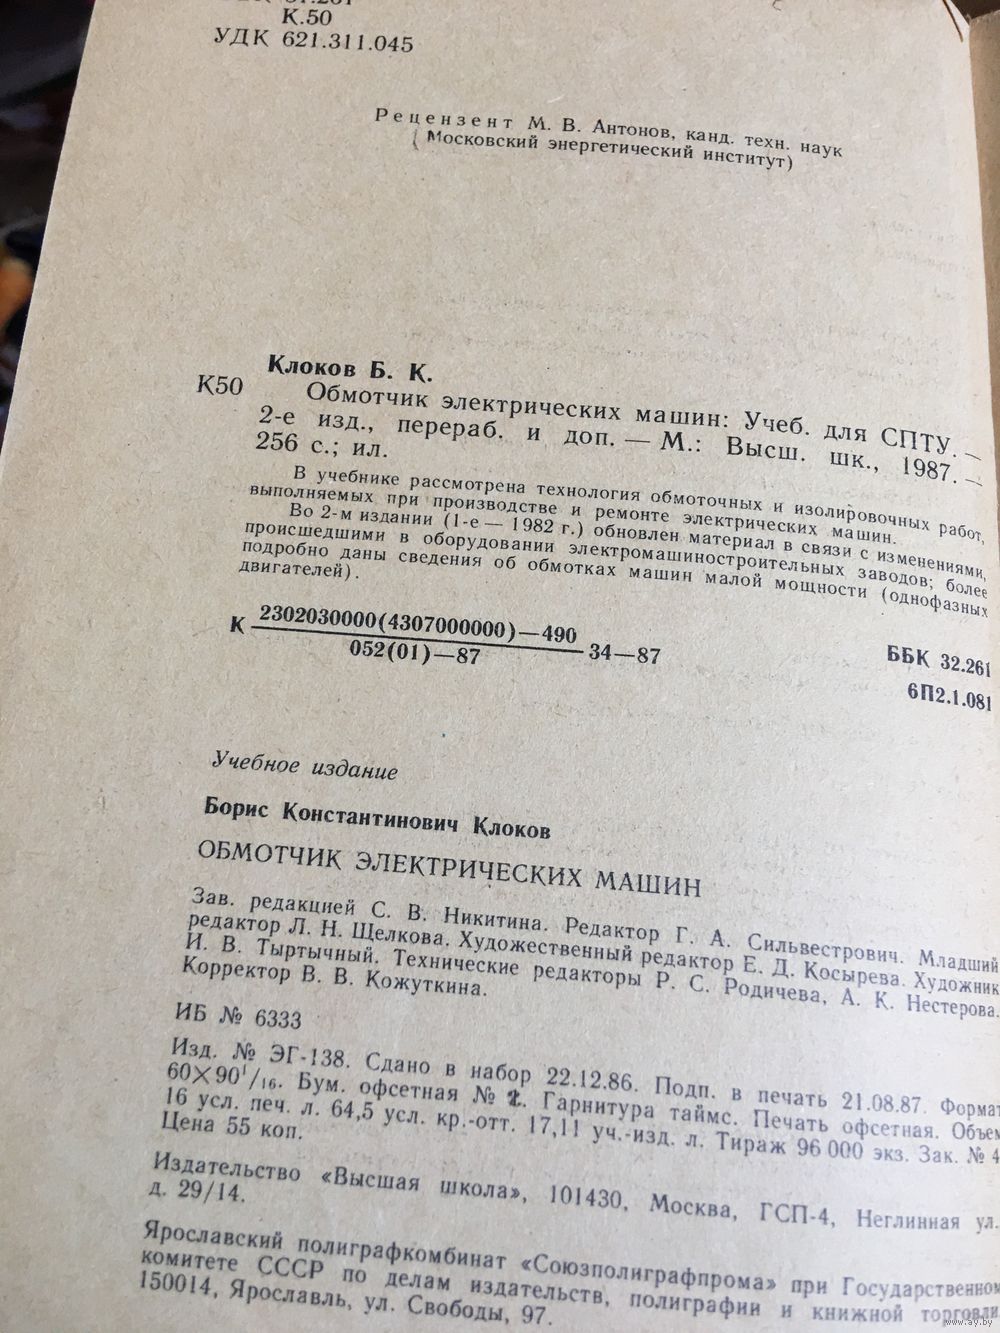 К.50
УДК 621.311.045
Рецензент М. В. Антонов, канд. техн. наук
(Московский энергетический институт)
Клоков Б. К.
К50 Обмотчик электрических машин: Учеб. для СПТУ. —
2-е изд., перераб. и доп. — М.: Высш. шк., 1987. —
256 с.; ил.
В учебнике рассмотрена технология обмоточных и изолировочных работ,
выполняемых при производстве и ремонте электрических машин.
Во 2-м издании (1-е — 1982 г.) обновлен материал в связи с изменениями,
происшедшими в оборудовании электромашиностроительных заводов; более
подробно даны сведения об обмотках машин малой мощности (однофазных
двигателей).
К 2302030000(4307000000)—490
052(01)—87 34—87
ББК 32.261
6П2.1.081
Учебное издание
Борис Константинович Клоков
ОБМОТЧИК ЭЛЕКТРИЧЕСКИХ МАШИН
Зав. редакцией С. В. Никитина. Редактор Г. А. Сильвестрович. Младший
редактор Л. Н. Щелкова. Художественный редактор Е. Д. Косырева. Художник
И. В. Тыртычный. Технические редакторы Р. С. Родичева, А. К. Нестерова.
Корректор В. В. Кожуткина.
ИБ № 6333
Изд. № ЭГ-138. Сдано в набор 22.12.86. Подп. в печать 21.08.87. Формат
60×90 1/16. Бум. офсетная № 2. Гарнитура таймс. Печать офсетная. Объем
16 усл. печ. л. 64,5 усл. кр.-отт. 17,11 уч.-изд. л. Тираж 96 000 экз. Зак. № 4
Цена 55 коп.
Издательство «Высшая школа», 101430, Москва, ГСП-4, Неглинная ул.
д. 29/14.
Ярославский полиграфкомбинат «Союзполиграфпрома» при Государственном
комитете СССР по делам издательств, полиграфии и книжной торговли.
150014, Ярославль, ул. Свободы, 97.
www.ay.by